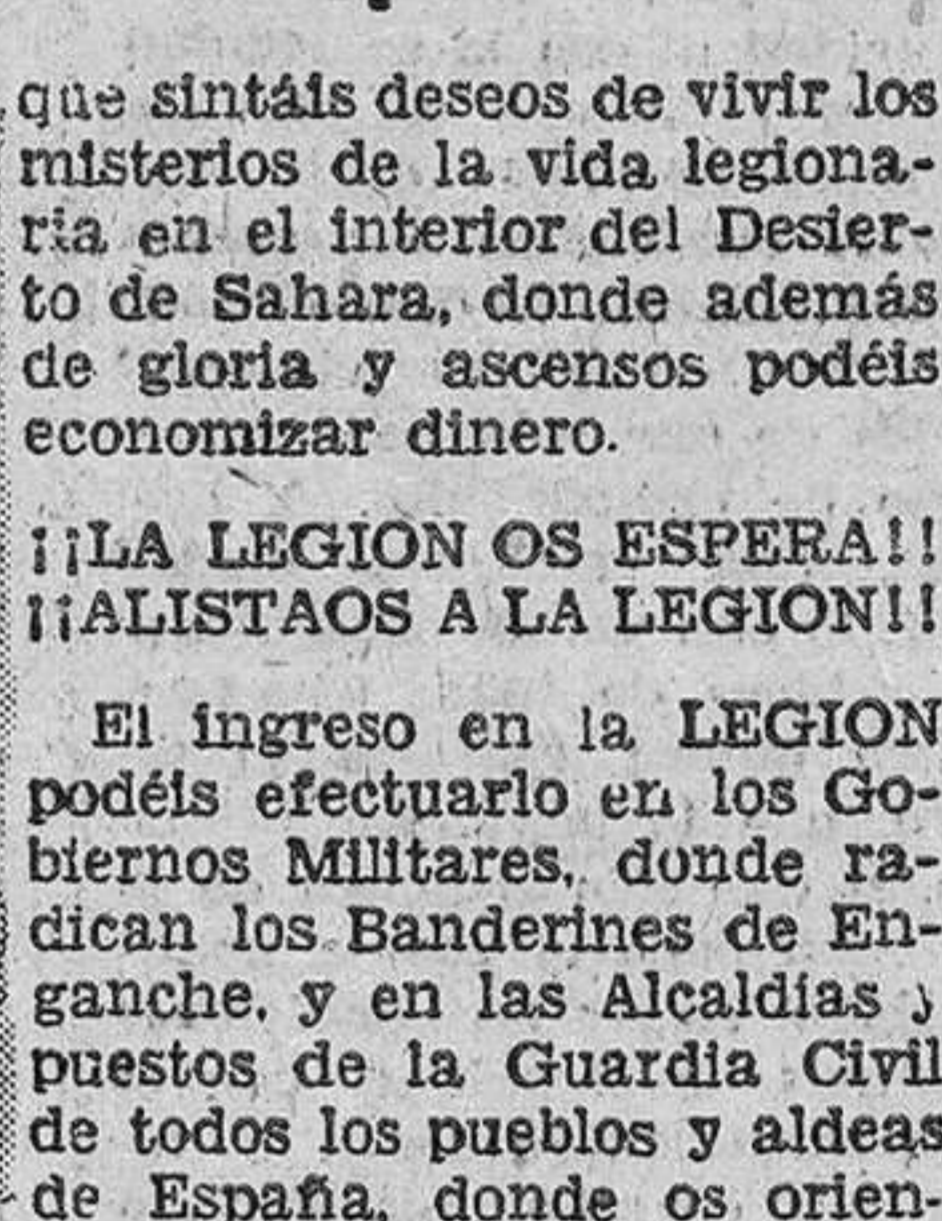 que sintáis deseos de vivir los
misterios de la vida legiona-
ria en el interior del Desier-
to de Sahara, donde además
de gloria y ascensos podéis
economizar dinero.
¡¡LA LEGION OS ESPERA!!
¡¡ALISTAOS A LA LEGION!!
El ingreso en la LEGION
podéis efectuarlo en los Go-
biernos Militares, donde ra-
dican los Banderines de En-
ganche, y en las Alcaldías y
puestos de la Guardia Civil
de todos los pueblos y aldeas
de España, donde os orien-